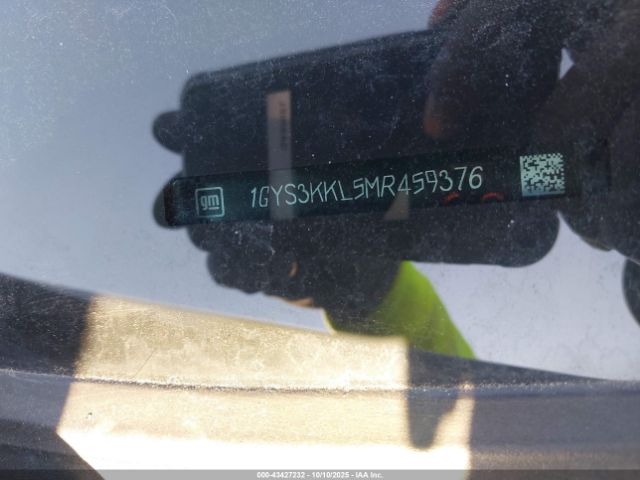 gm 1GYS3KKL5MR459376
000-43427232 - 10/10/2025 - IAA Inc.